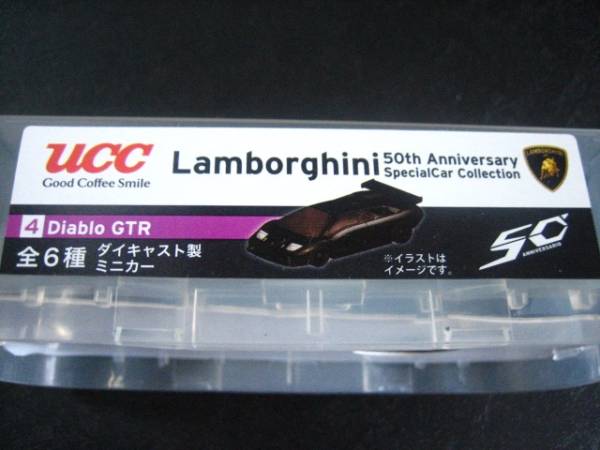 UCC
Good Coffee Smile
Lamborghini
50th Anniversary
SpecialCar Collection
LAMBORGHINI
4 Diablo GTR
全6種
ダイキャスト製
ミニカー
※イラストは
イメージです。
50°
ANNIVERSARIO